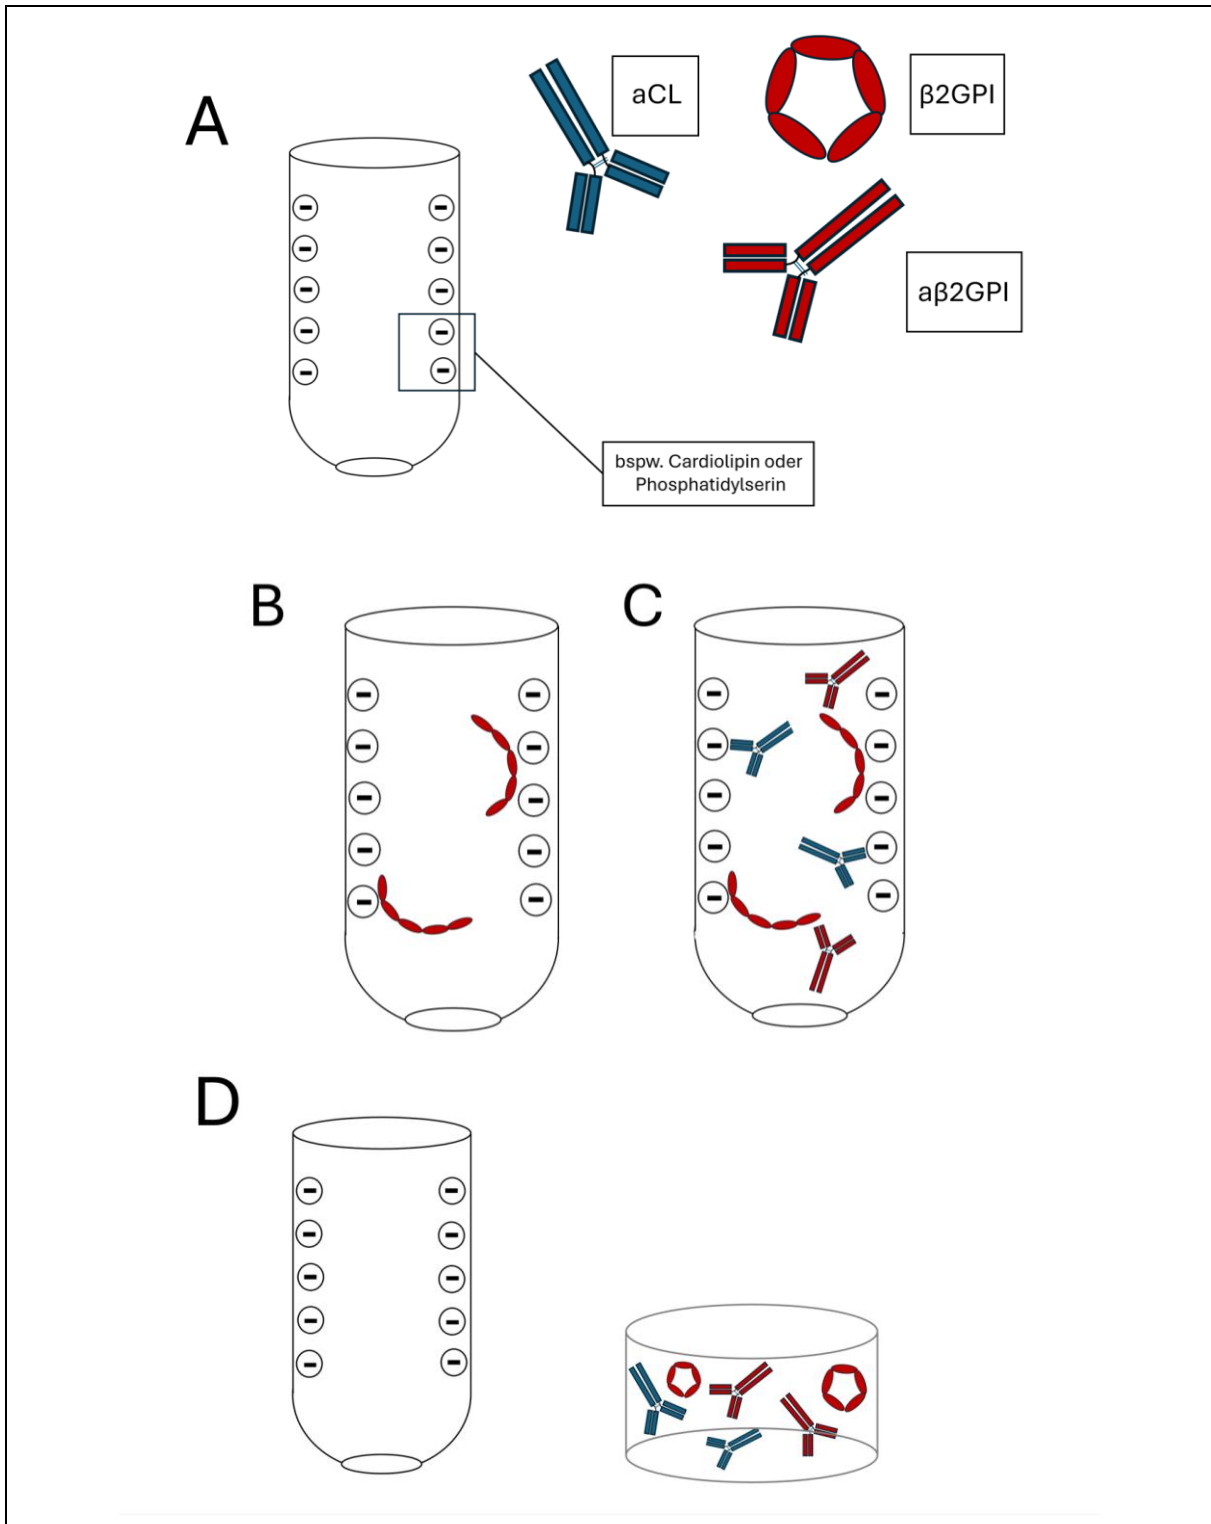 A
aCL
β2GPI
aβ2GPI
bspw. Cardiolipin oder
Phosphatidylserin
B
C
D